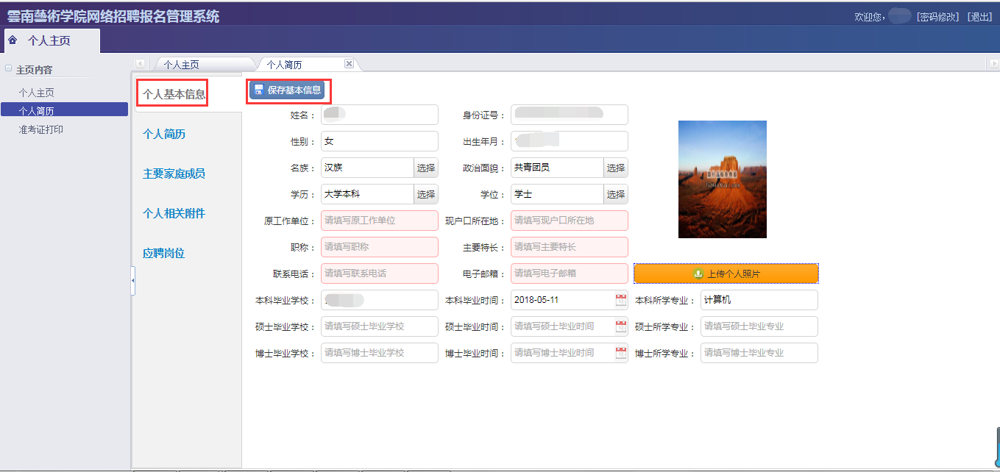 雲南藝術学院网络招聘报名管理系统
欢迎您， [密码修改] [退出]
个人主页
主页内容
个人主页
个人简历
准考证打印
个人主页 个人简历
个人基本信息
个人简历
主要家庭成员
个人相关附件
应聘岗位
保存基本信息
姓名： 身份证号：
性别： 女 出生年月：
名族： 汉族 选择 政治面貌： 共青团员 选择
学历： 大学本科 选择 学位： 学士 选择
原工作单位： 请填写原工作单位 现户口所在地： 请填写现户口所在地
职称： 请填写职称 主要特长： 请填写主要特长
联系电话： 请填写联系电话 电子邮箱： 请填写电子邮箱 上传个人照片
本科毕业学校： 本科毕业时间： 2018-05-11 本科所学专业： 计算机
硕士毕业学校： 请填写硕士毕业学校 硕士毕业时间： 请填写硕士毕业时间 硕士所学专业： 请填写硕士毕业专业
博士毕业学校： 请填写博士毕业学校 博士毕业时间： 请填写博士毕业时间 博士所学专业： 请填写博士毕业专业